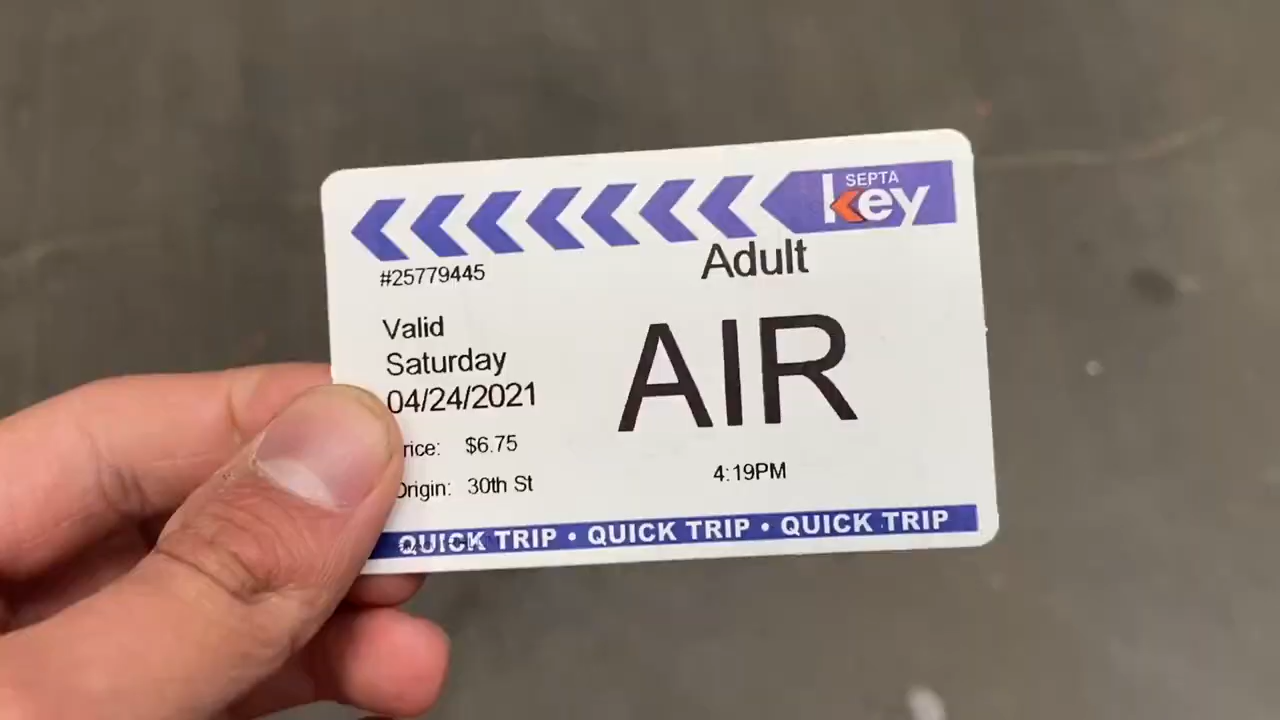 SEPTA
key
Adult
#25779445
AIR
Valid
Saturday
04/24/2021
rice: $6.75
Origin: 30th St
4:19PM
QUICK TRIP • QUICK TRIP • QUICK TRIP